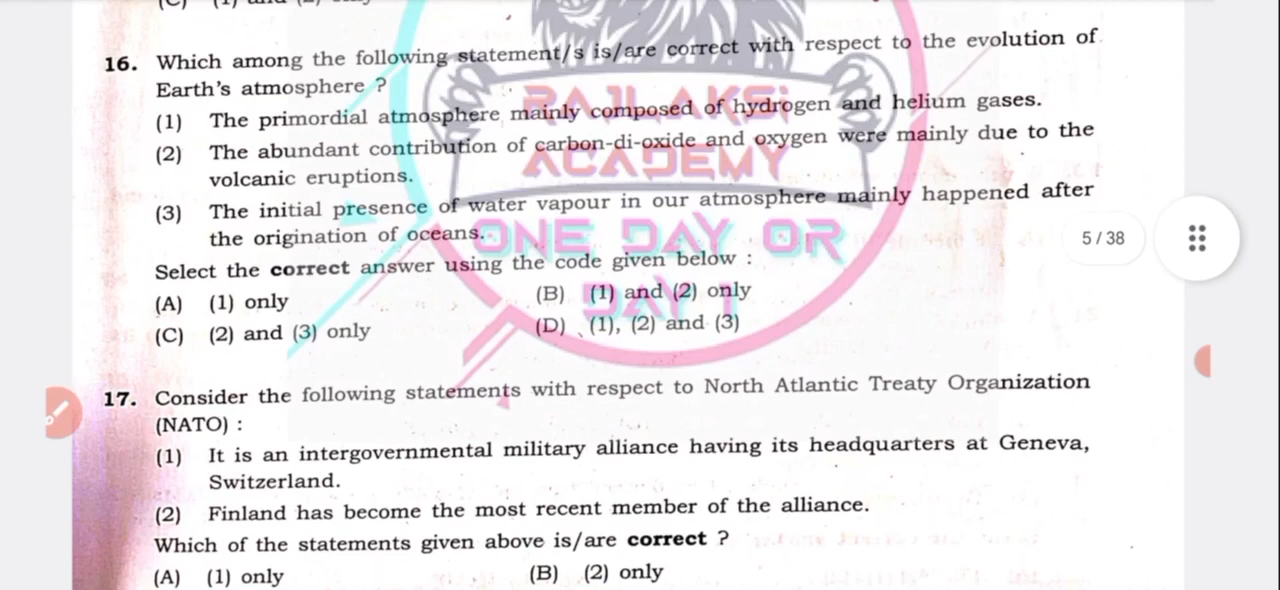 (C) (1) and (2) only
16. Which among the following statement/s is/are correct with respect to the evolution of
Earth's atmosphere ?
(1) The primordial atmosphere mainly composed of hydrogen and helium gases.
(2) The abundant contribution of carbon-di-oxide and oxygen were mainly due to the
volcanic eruptions.
(3) The initial presence of water vapour in our atmosphere mainly happened after
the origination of oceans.
Select the correct answer using the code given below :
(A) (1) only (B) (1) and (2) only
(C) (2) and (3) only (D) (1), (2) and (3)
RAJLAKSi
ACADEMY
ONE DAY OR
DAY 1
5 / 38
17. Consider the following statements with respect to North Atlantic Treaty Organization
(NATO) :
(1) It is an intergovernmental military alliance having its headquarters at Geneva,
Switzerland.
(2) Finland has become the most recent member of the alliance.
Which of the statements given above is/are correct ?
(A) (1) only (B) (2) only